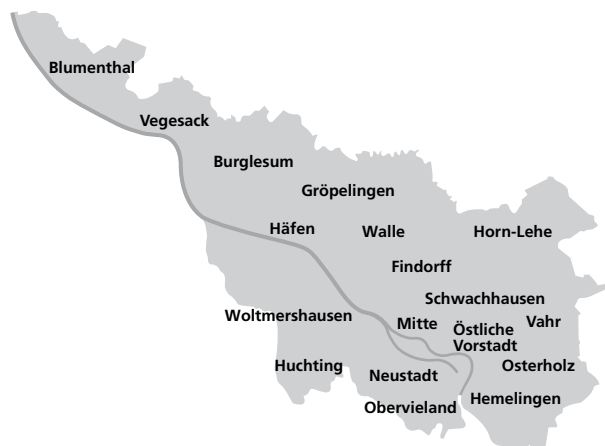 Blumenthal
Vegesack
Burglesum
Gröpelingen
Häfen
Walle
Horn-Lehe
Findorff
Schwachhausen
Woltmershausen
Mitte
Östliche
Vorstadt
Vahr
Huchting
Neustadt
Osterholz
Obervieland
Hemelingen